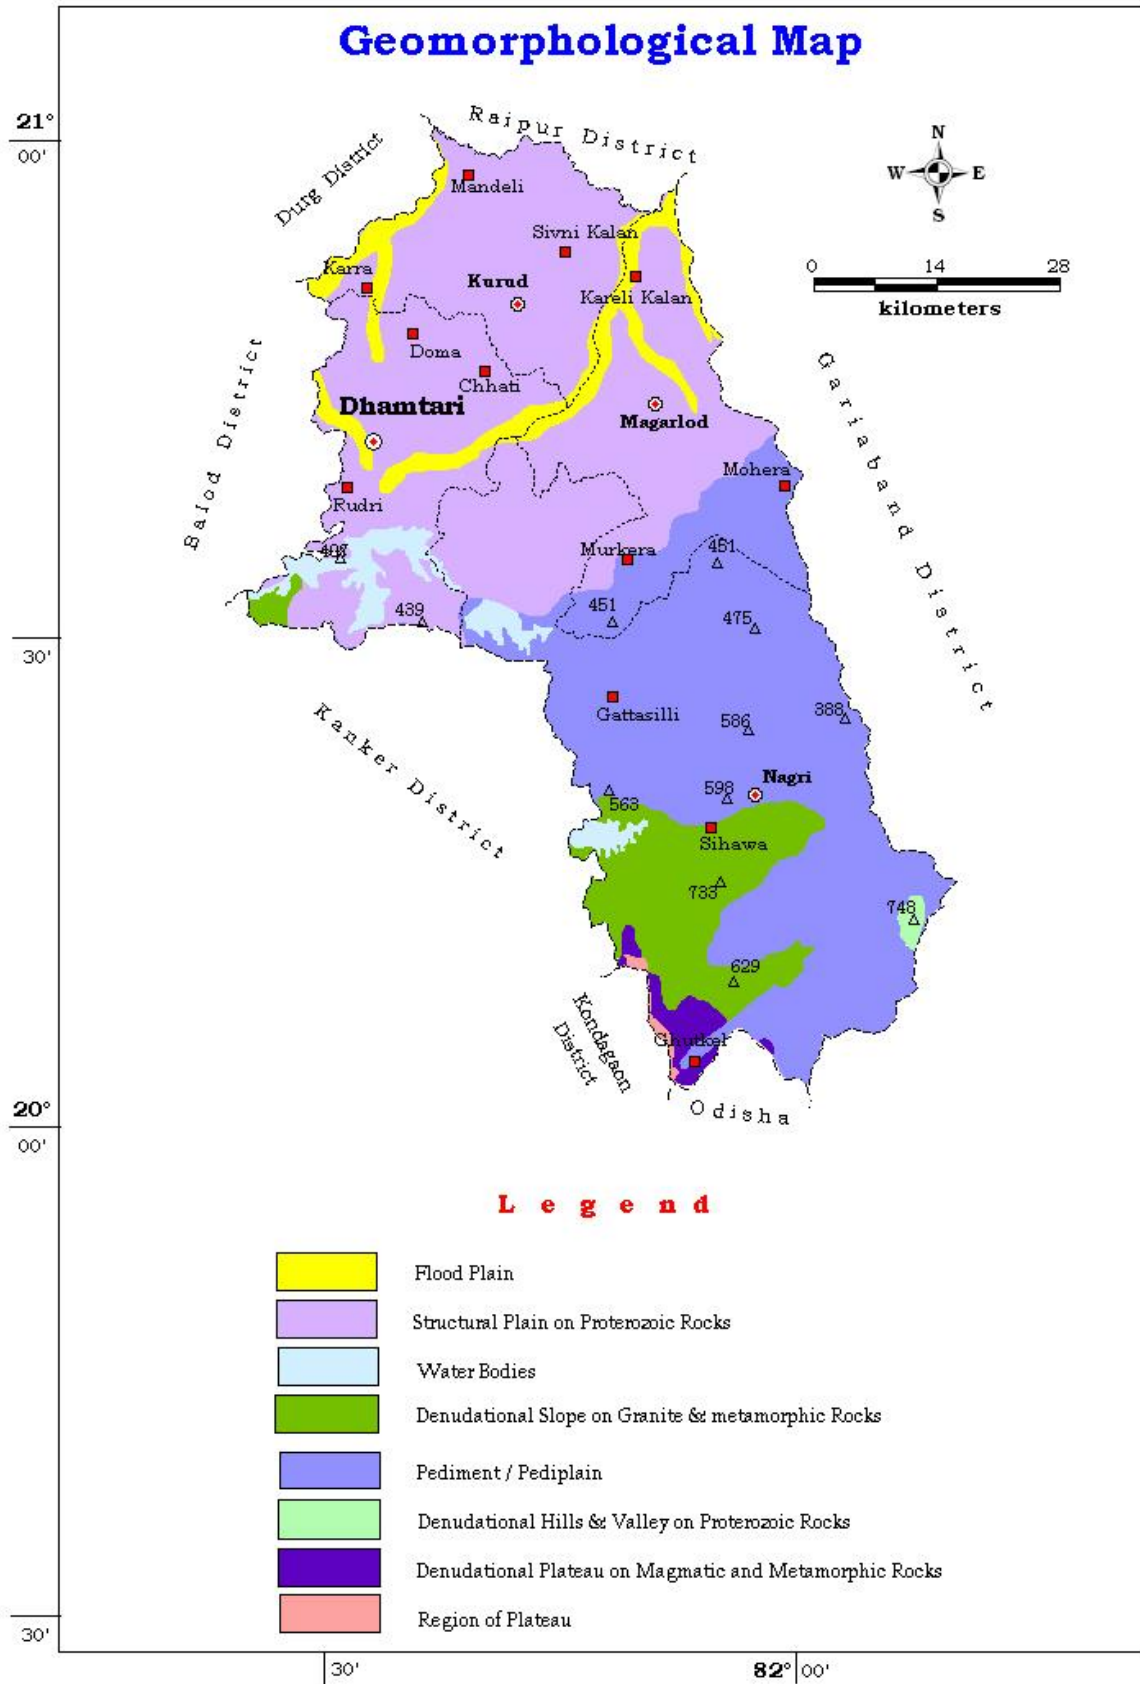 Geomorphological Map
21°
00'
Raipur District
Durg District
N
W E
S
Mandeli
Sivni Kalan
Karra
Kurud
Kareli Kalan
0 14 28
kilometers
Doma
Chhati
Balod District
Gariaband District
Dhamtari
Magarlod
Mohera
Rudri
407
Murkera
451
439
451
475
30'
Kanker District
Gattasilli
586
388
Nagri
598
563
Sihawa
733
748
629
Kondagaon
District
Ghutkel
Odisha
20°
00'
Legend
Flood Plain
Structural Plain on Proterozoic Rocks
Water Bodies
Denudational Slope on Granite & metamorphic Rocks
Pediment / Pediplain
Denudational Hills & Valley on Proterozoic Rocks
Denudational Plateau on Magmatic and Metamorphic Rocks
Region of Plateau
30'
30'
82° 00'